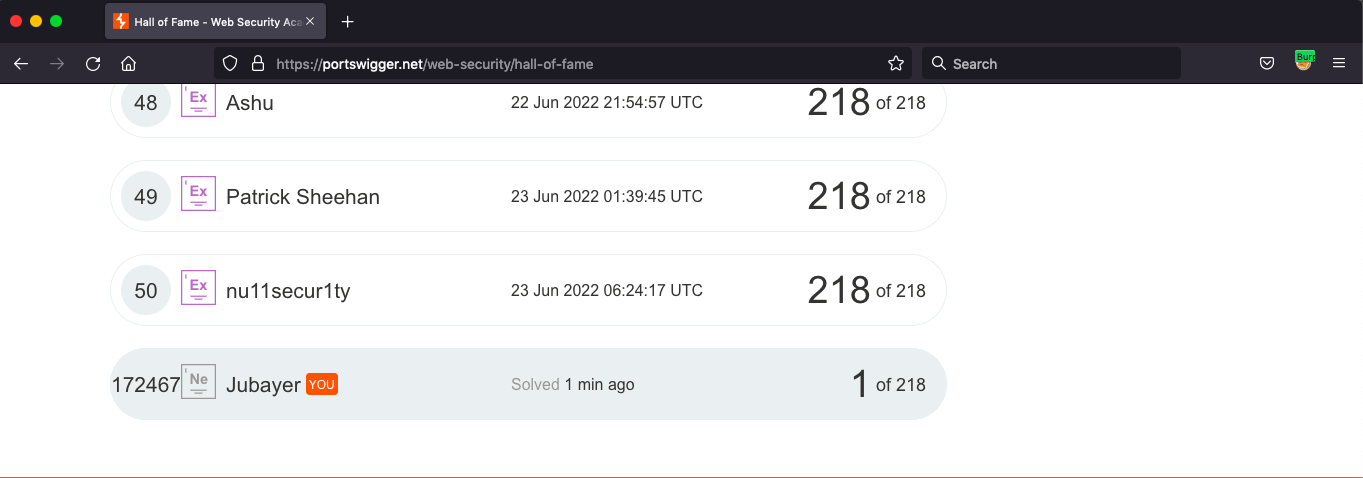 Hall of Fame - Web Security Aca
https://portswigger.net/web-security/hall-of-fame
Search
Burp
48 Ex Ashu 22 Jun 2022 21:54:57 UTC 218 of 218
49 Ex Patrick Sheehan 23 Jun 2022 01:39:45 UTC 218 of 218
50 Ex nu11secur1ty 23 Jun 2022 06:24:17 UTC 218 of 218
172467 Ne Jubayer YOU Solved 1 min ago 1 of 218